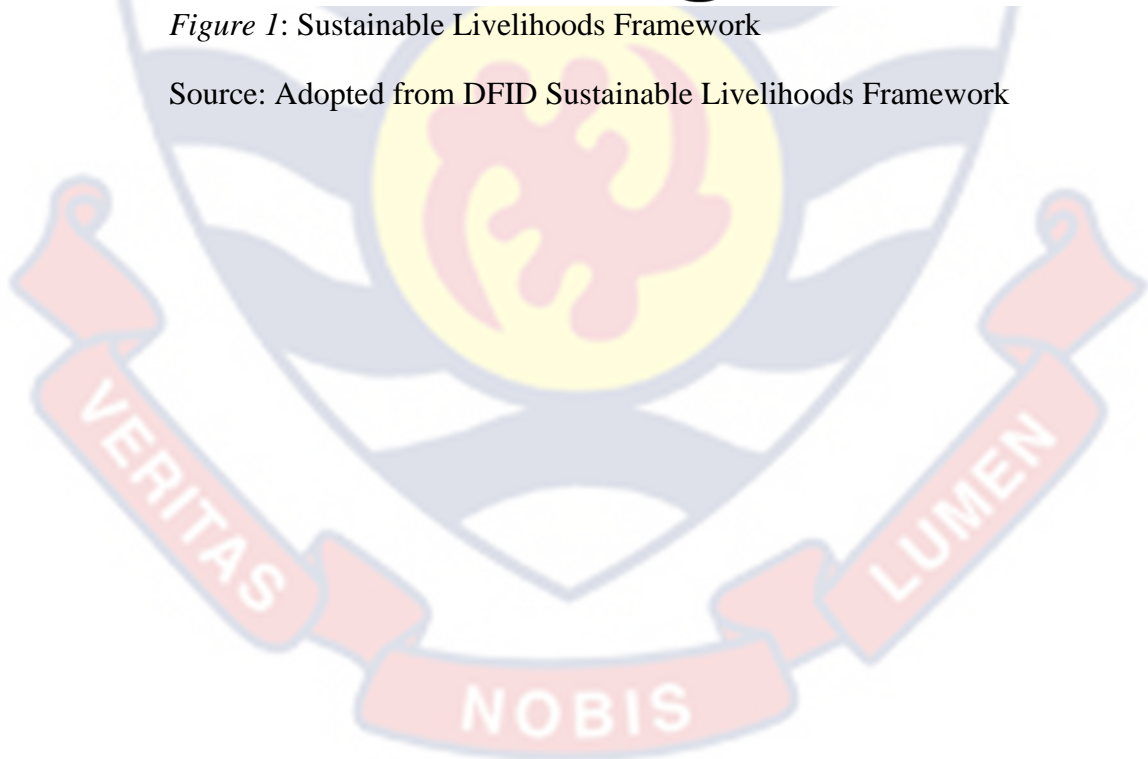 Figure 1: Sustainable Livelihoods Framework
Source: Adopted from DFID Sustainable Livelihoods Framework
VERITAS
NOBIS
LUMEN